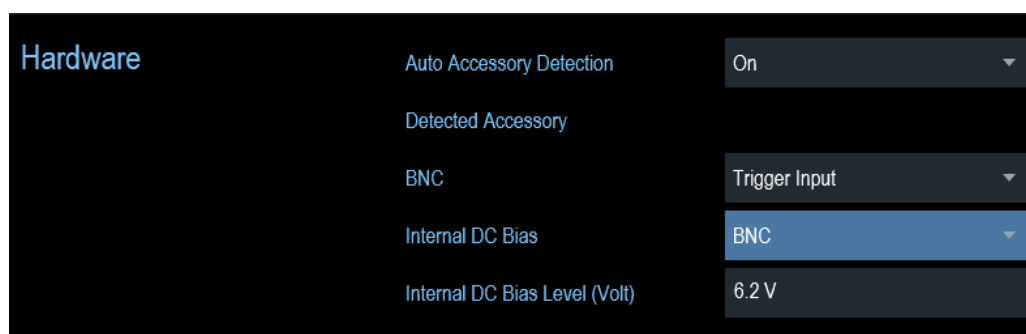 Hardware
Auto Accessory Detection On
Detected Accessory
BNC Trigger Input
Internal DC Bias BNC
Internal DC Bias Level (Volt) 6.2 V